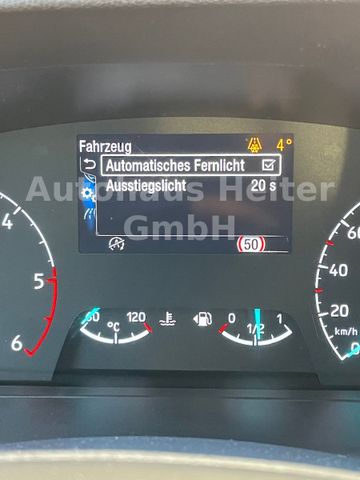 Fahrzeug 4°
Automatisches Fernlicht
Ausstiegslicht 20 s
Autohaus Heiter
GmbH
50
4
5
6
60 °C 120
0 1/2 1
60
40
20
km/h
0